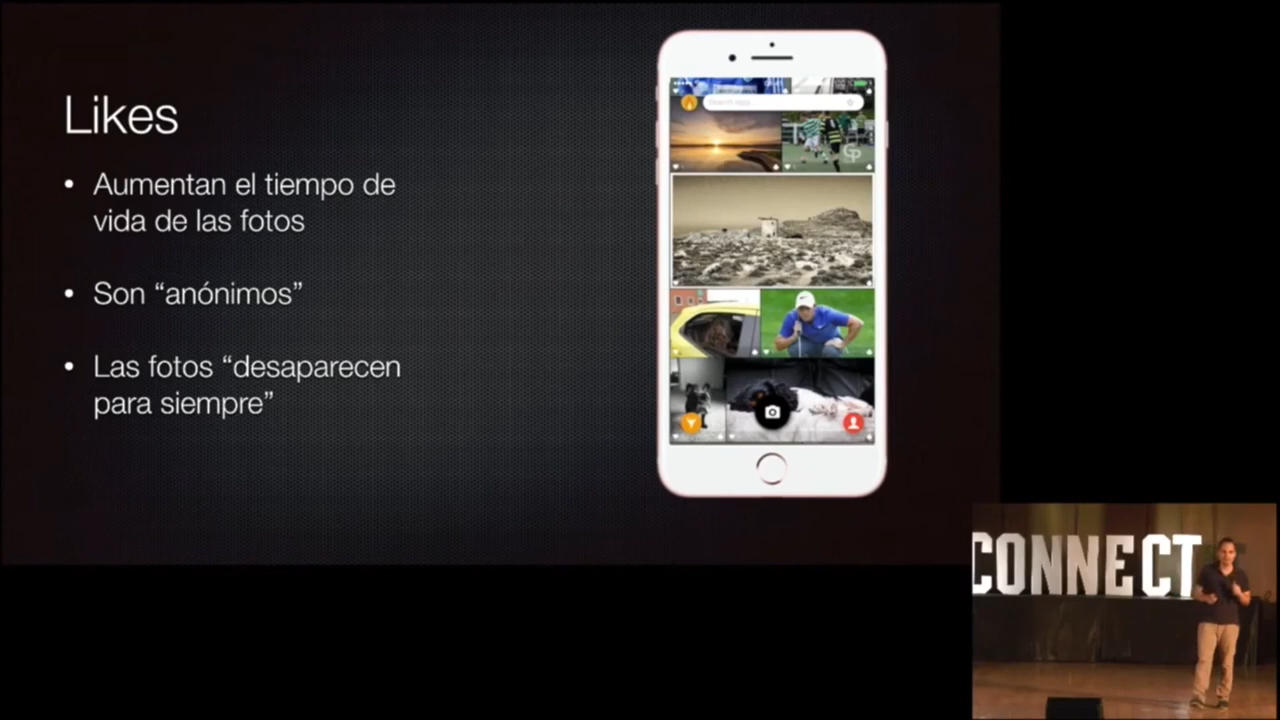 Likes
• Aumentan el tiempo de
vida de las fotos
• Son “anónimos”
• Las fotos “desaparecen
para siempre”
CONNECT